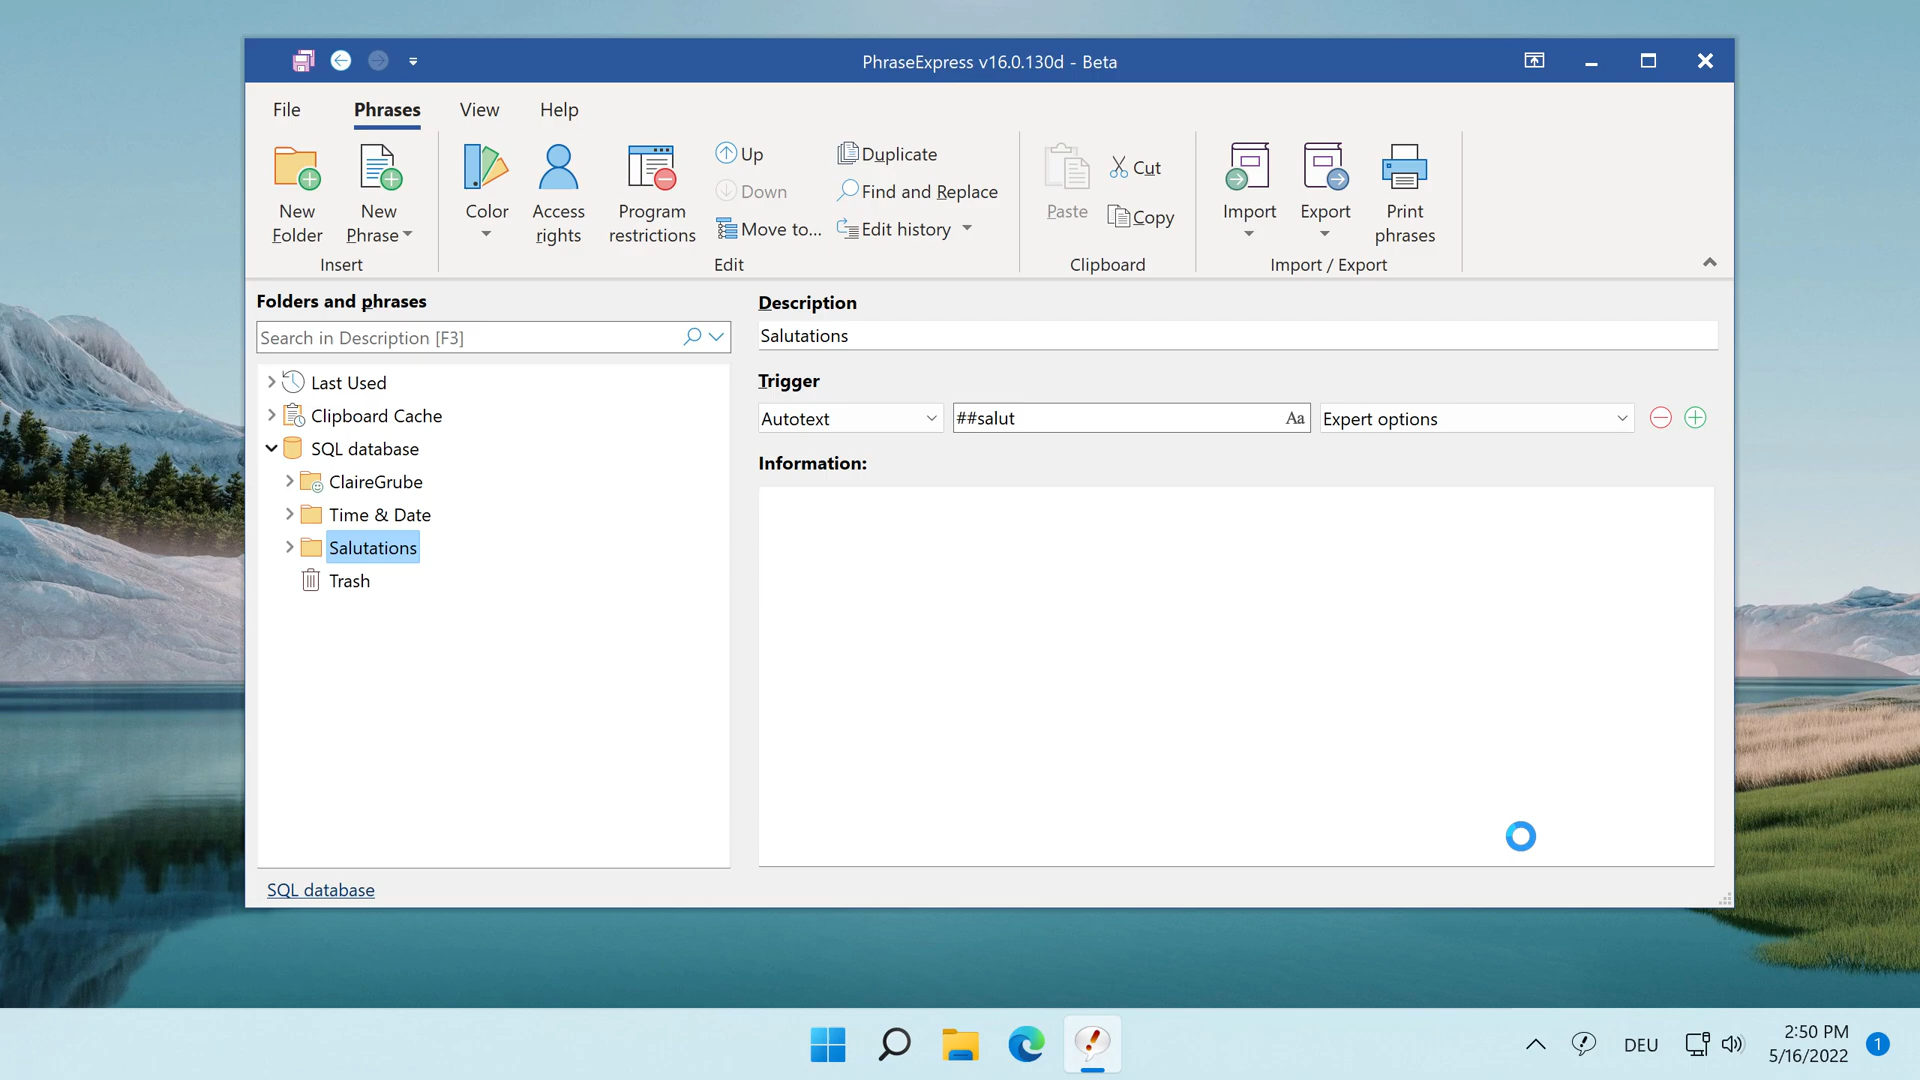 PhraseExpress v16.0.130d - Beta
File Phrases View Help
New Folder
New Phrase
Insert
Color
Access rights
Program restrictions
Up
Down
Move to...
Duplicate
Find and Replace
Edit history
Edit
Paste
Cut
Copy
Clipboard
Import
Export
Print phrases
Import / Export
Folders and phrases
Search in Description [F3]
Last Used
Clipboard Cache
SQL database
ClaireGrube
Time & Date
Salutations
Trash
SQL database
Description
Salutations
Trigger
Autotext ##salut Aa Expert options
Information:
DEU
2:50 PM
5/16/2022
1